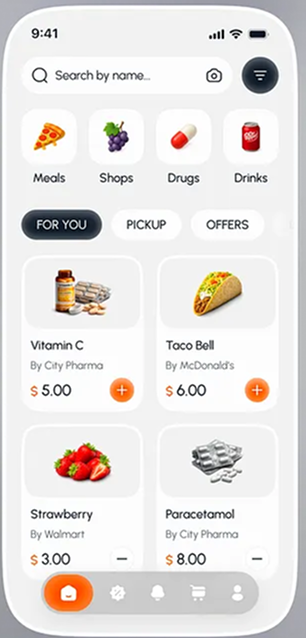 9:41
Search by name...
Meals Shops Drugs Drinks
FOR YOU PICKUP OFFERS
Vitamin C Taco Bell
By City Pharma By McDonald's
$ 5.00 $ 6.00
Strawberry Paracetamol
By Walmart By City Pharma
$ 3.00 $ 8.00